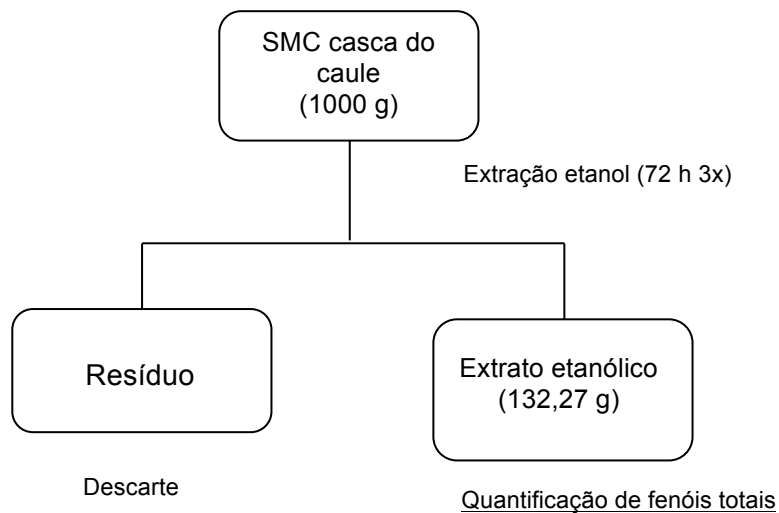 SMC casca do
caule
(1000 g)
Extração etanol (72 h 3x)
Resíduo
Extrato etanólico
(132,27 g)
Descarte
Quantificação de fenóis totais